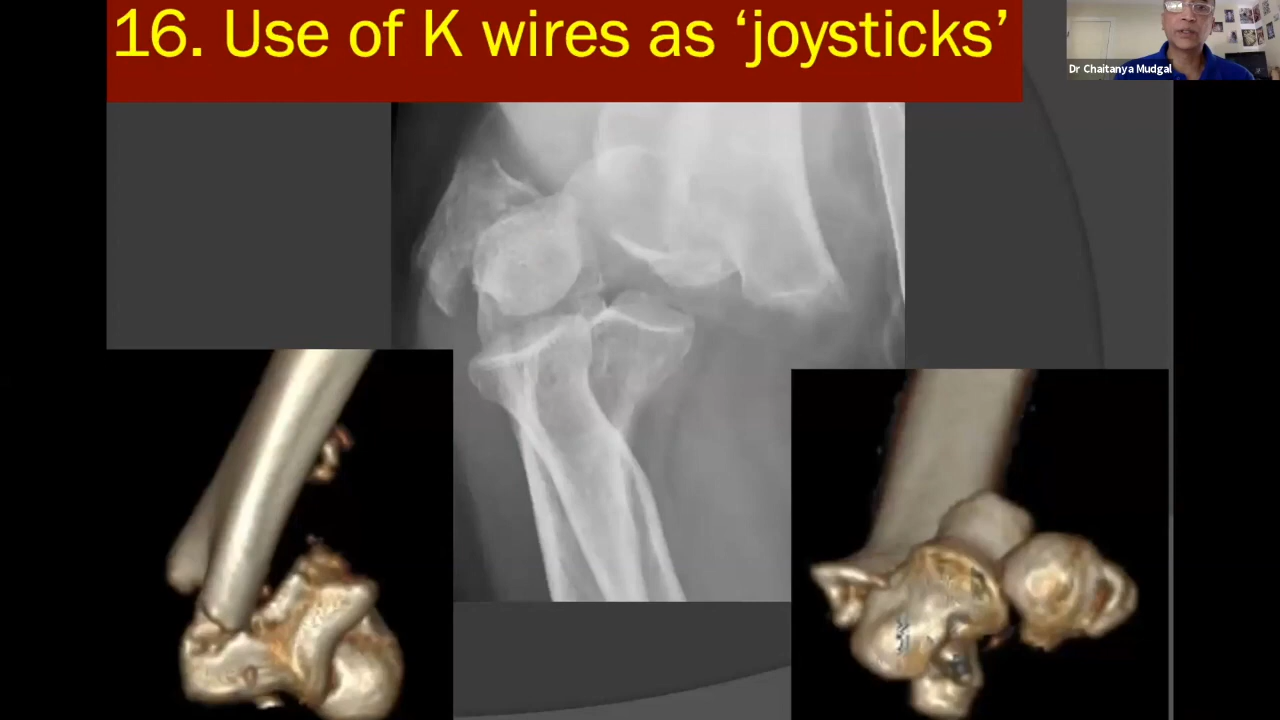 16. Use of K wires as ‘joysticks’
Dr Chaitanya Mudgal